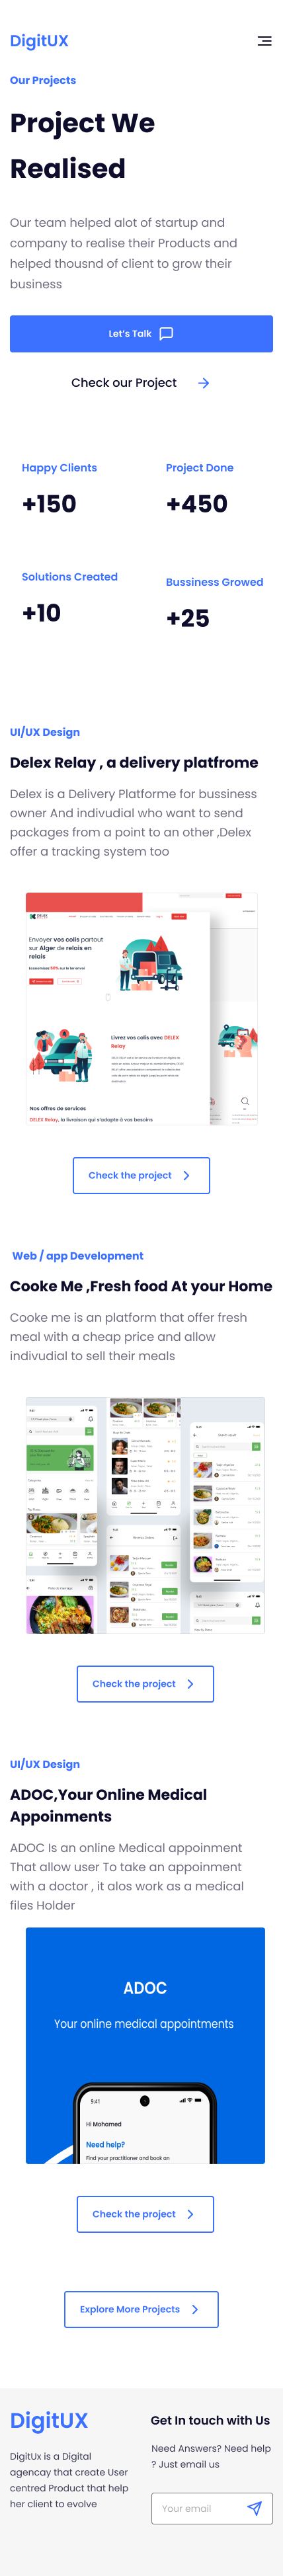 DigitUX
Our Projects
Project We
Realised
Our team helped alot of startup and
company to realise their Products and
helped thousnd of client to grow their
business
Let's Talk
Check our Project
Happy Clients
+150
Project Done
+450
Solutions Created
+10
Bussiness Growed
+25
UI/UX Design
Delex Relay , a delivery platfrome
Delex is a Delivery Platforme for bussiness
owner And indivudial who want to send
packages from a point to an other ,Delex
offer a tracking system too
Envoyer vos colis partout
sur Alger de relais en
relais
Livrez vos colis avec DELEX
Relay
Nos offres de services
DELEX Relay, la livraison qui s'adapte à vos besoins
Check the project
Web / app Development
Cooke Me ,Fresh food At your Home
Cooke me is an platform that offer fresh
meal with a cheap price and allow
indivudial to sell their meals
Check the project
UI/UX Design
ADOC,Your Online Medical
Appoinments
ADOC Is an online Medical appoinment
That allow user To take an appoinment
with a doctor , it alos work as a medical
files Holder
ADOC
Your online medical appointments
9:41
Hi Mohamed
Need help?
Find your practitioner and book an
Check the project
Explore More Projects
DigitUX
DigitUx is a Digital
agencay that create User
centred Product that help
her client to evolve
Get In touch with Us
Need Answers? Need help
? Just email us
Your email